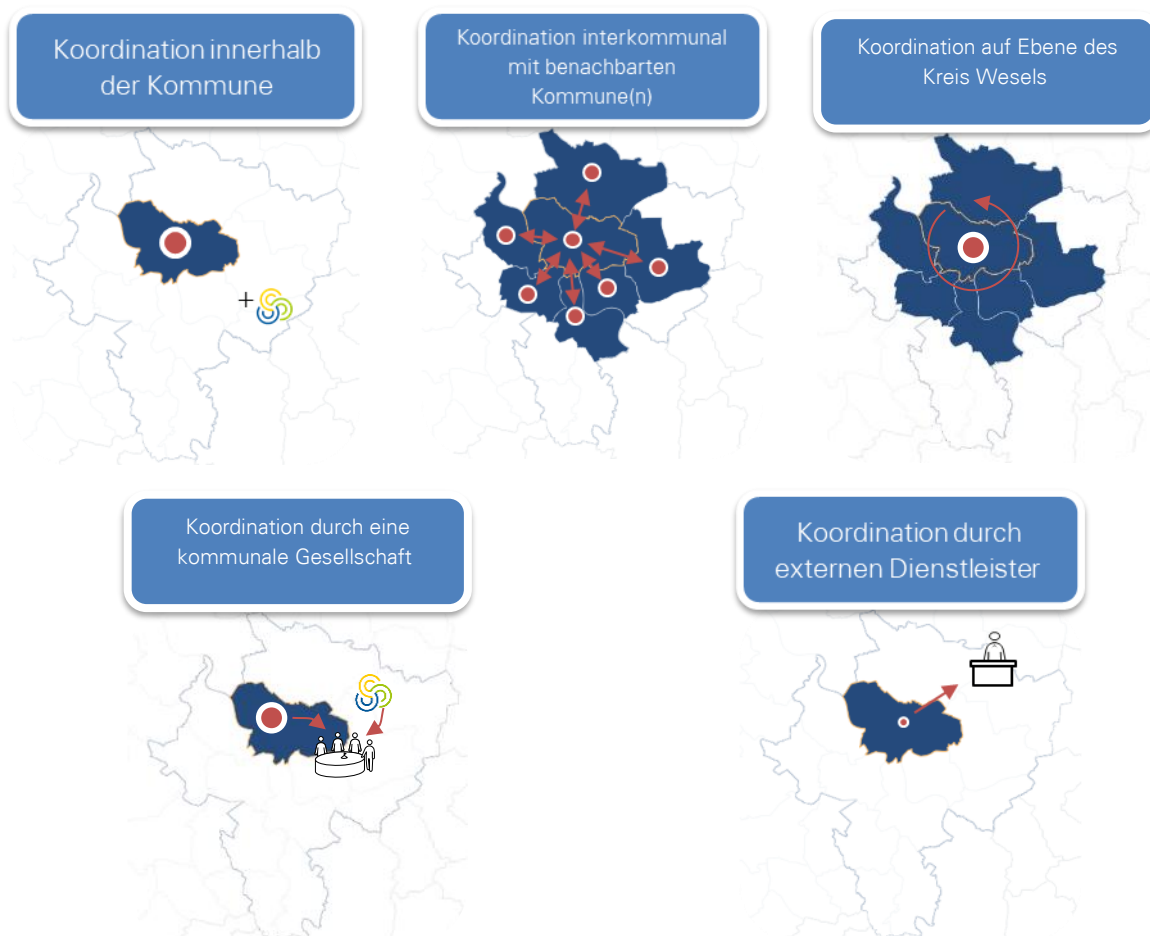 Koordination innerhalb
der Kommune
Koordination interkommunal
mit benachbarten
Kommune(n)
Koordination auf Ebene des
Kreis Wesels
+
Koordination durch eine
kommunale Gesellschaft
Koordination durch
externen Dienstleister